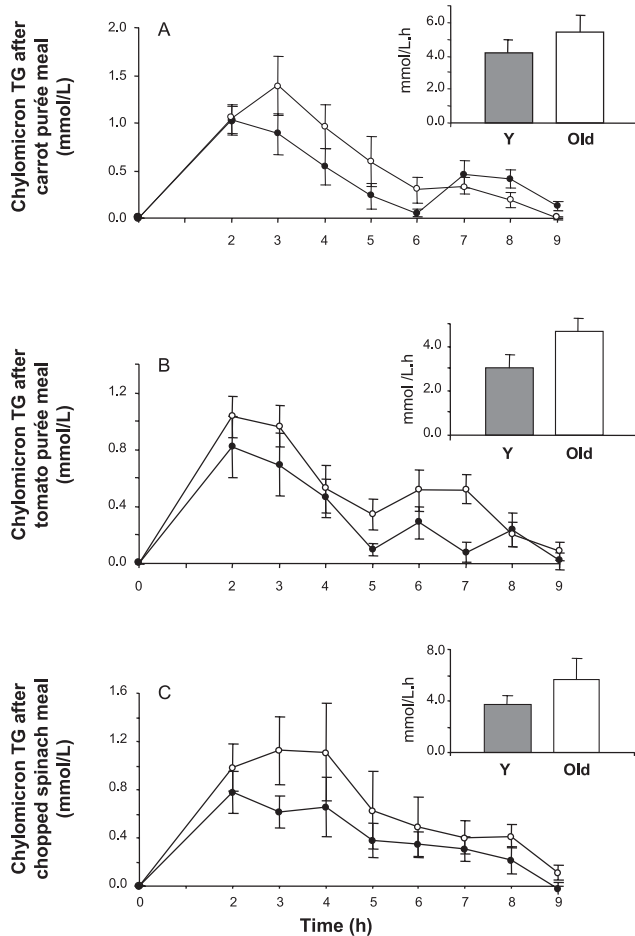 Chylomicron TG after
carrot purée meal
(mmol/L)
A
2.0
1.5
1.0
0.5
0.0
0
2
3
4
5
6
7
8
9
mmol/L.h
6.0
4.0
2.0
0.0
Y
Old
Chylomicron TG after
tomato purée meal
(mmol/L)
B
1.2
0.8
0.4
0.0
0
2
3
4
5
6
7
8
9
mmol /L.h
4.0
2.0
0.0
Y
Old
Chylomicron TG after
chopped spinach meal
(mmol/L)
C
1.6
1.2
0.8
0.4
0.0
0
2
3
4
5
6
7
8
9
Time (h)
mmol/L.h
8.0
4.0
0.0
Y
Old